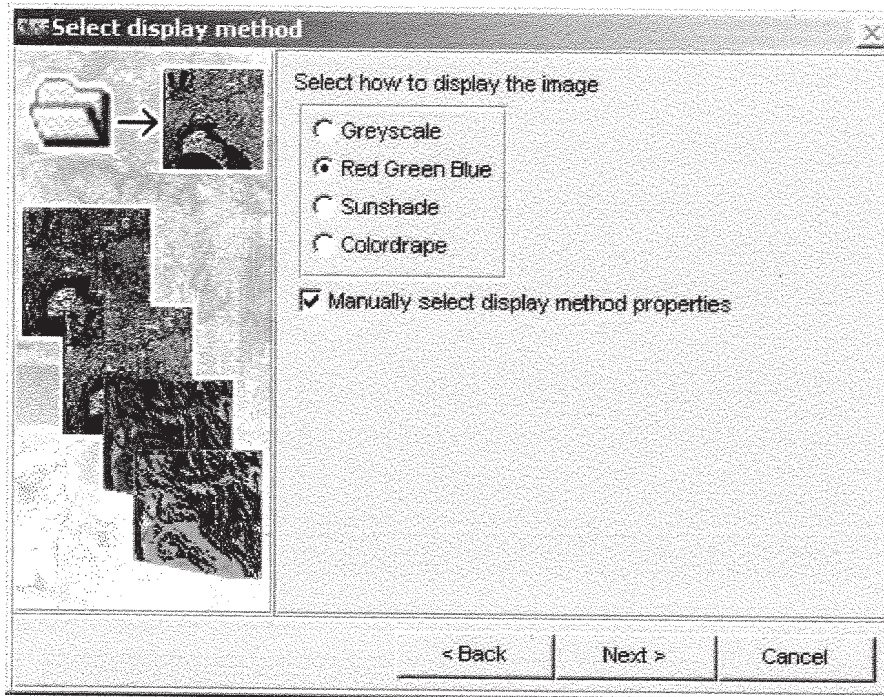 Select display method
Select how to display the image
Greyscale
Red Green Blue
Sunshade
Colordrape
Manually select display method properties
< Back
Next >
Cancel